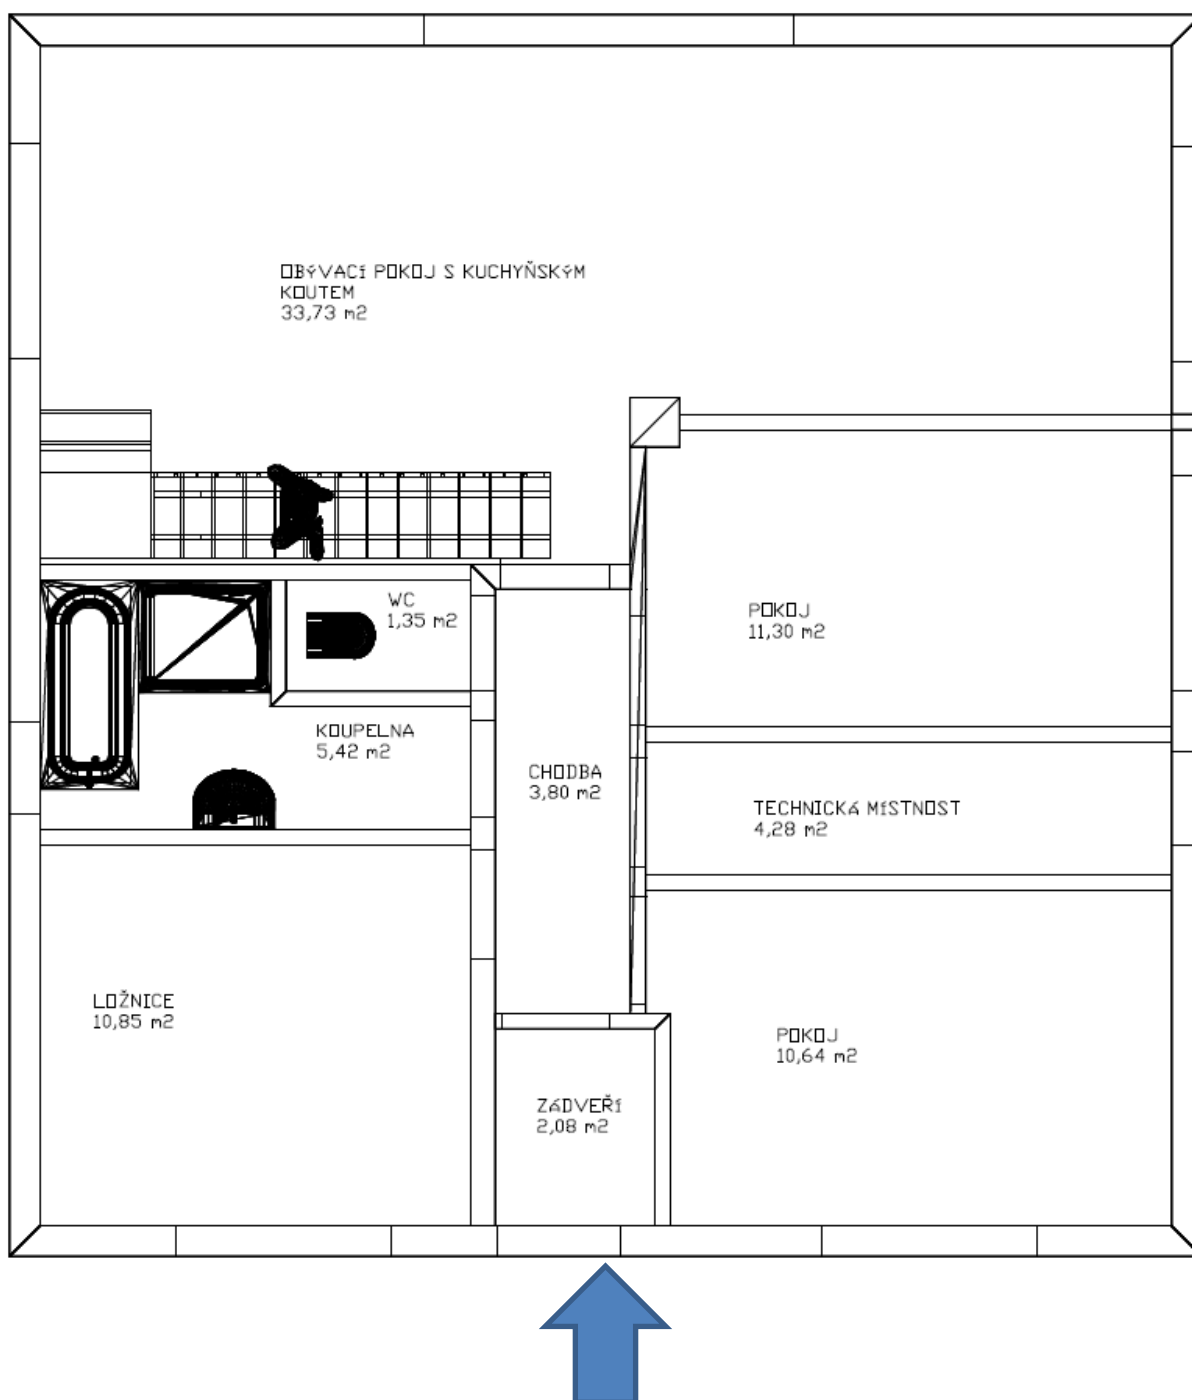 OBÝVACÍ POKOJ S KUCHYŇSKÝM
KOUTEM
33,73 m2
WC
1,35 m2
POKOJ
11,30 m2
KOUPELNA
5,42 m2
CHODBA
3,80 m2
TECHNICKÁ MÍSTNOST
4,28 m2
LOŽNICE
10,85 m2
POKOJ
10,64 m2
ZÁDVEŘÍ
2,08 m2